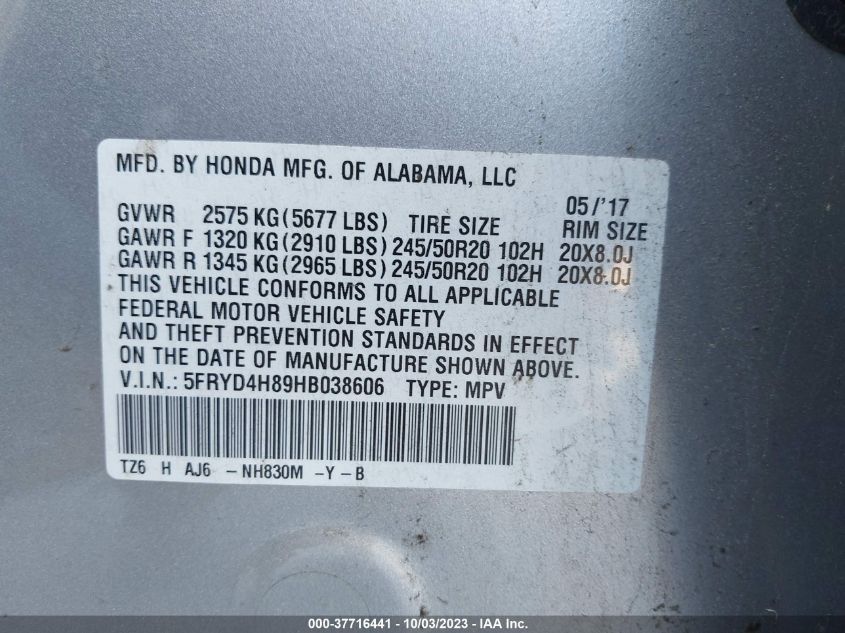 MFD. BY HONDA MFG. OF ALABAMA, LLC
05/'17
GVWR 2575 KG(5677 LBS) TIRE SIZE RIM SIZE
GAWR F 1320 KG(2910 LBS)245/50R20 102H 20X8.0J
GAWR R 1345 KG(2965 LBS)245/50R20 102H 20X8.0J
THIS VEHICLE CONFORMS TO ALL APPLICABLE
FEDERAL MOTOR VEHICLE SAFETY
AND THEFT PREVENTION STANDARDS IN EFFECT
ON THE DATE OF MANUFACTURE SHOWN ABOVE.
V.I.N.: 5FRYD4H89HB038606 TYPE: MPV
TZ6 H AJ6 -NH830M -Y-B
000-37716441 - 10/03/2023 - IAA Inc.